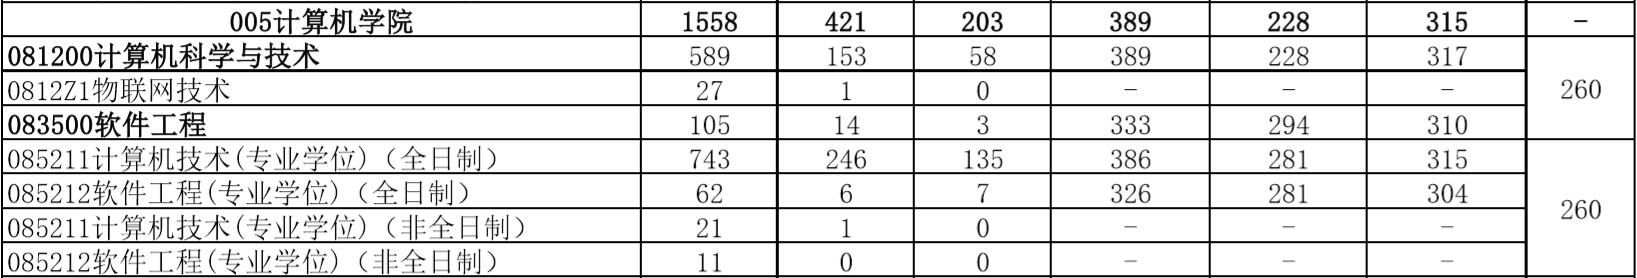 005计算机学院 1558 421 203 389 228 315 -
081200计算机科学与技术 589 153 58 389 228 317
0812Z1物联网技术 27 1 0 - - - 260
083500软件工程 105 14 3 333 294 310
085211计算机技术(专业学位)（全日制） 743 246 135 386 281 315
085212软件工程(专业学位)（全日制） 62 6 7 326 281 304 260
085211计算机技术(专业学位)（非全日制） 21 1 0 - - -
085212软件工程(专业学位)（非全日制） 11 0 0 - - -